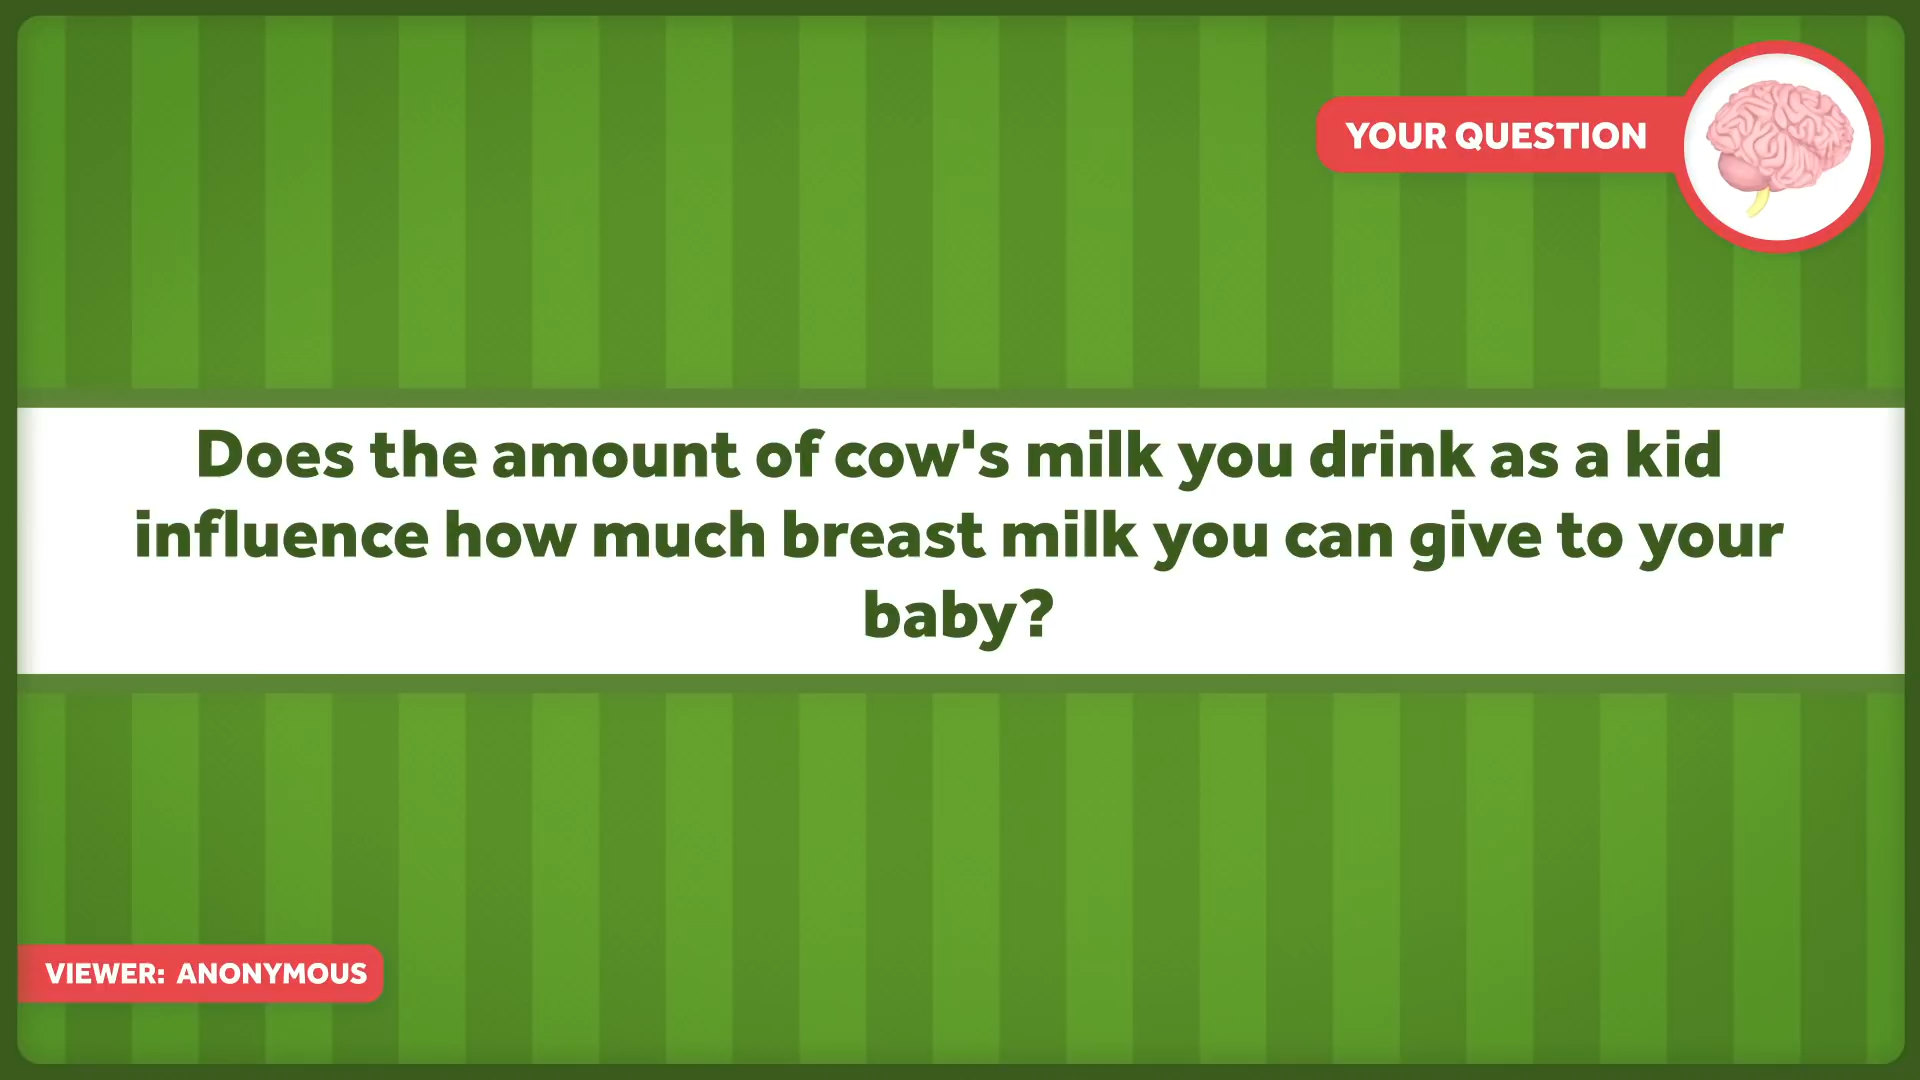 YOUR QUESTION
Does the amount of cow's milk you drink as a kid
influence how much breast milk you can give to your
baby?
VIEWER: ANONYMOUS